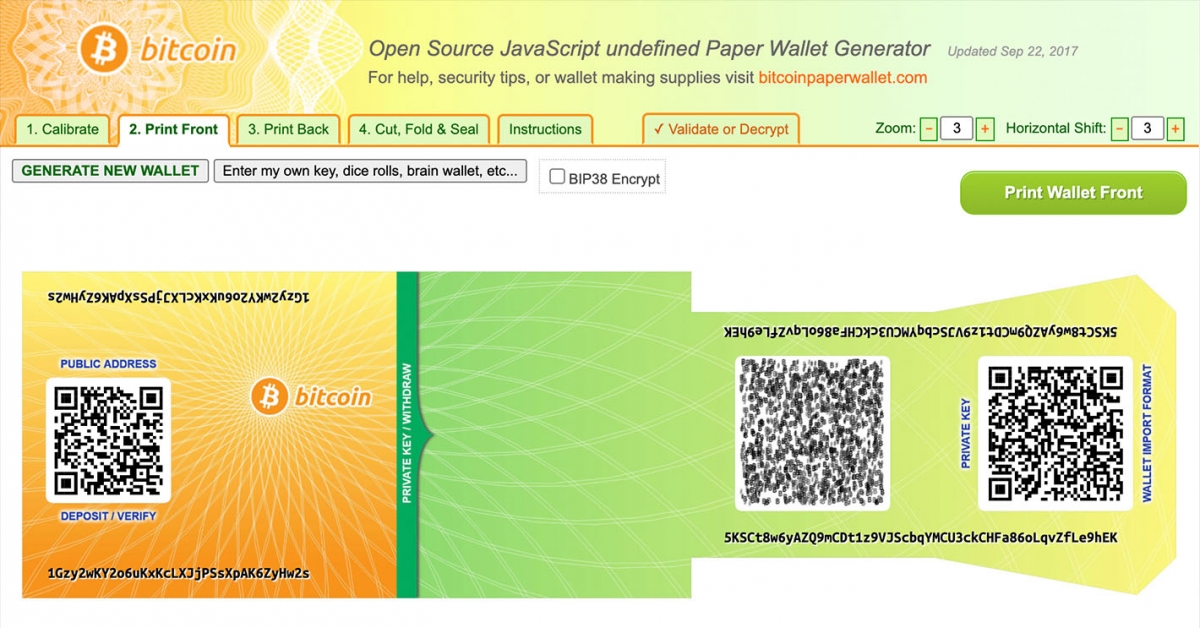 bitcoin
Open Source JavaScript undefined Paper Wallet Generator Updated Sep 22, 2017
For help, security tips, or wallet making supplies visit bitcoinpaperwallet.com
1. Calibrate 2. Print Front 3. Print Back 4. Cut, Fold & Seal Instructions ✓ Validate or Decrypt Zoom: - 3 + Horizontal Shift: - 3 +
GENERATE NEW WALLET Enter my own key, dice rolls, brain wallet, etc... BIP38 Encrypt
Print Wallet Front
1Gzy2wKY2o6uKxKcLXJjPSsXpAK6ZyHw2s
PUBLIC ADDRESS
bitcoin
DEPOSIT / VERIFY
1Gzy2wKY2o6uKxKcLXJjPSsXpAK6ZyHw2s
PRIVATE KEY / WITHDRAW
5KSCt8w6yAZQ9mCDt1z9VJScbqYMCU3ckCHFa86oLqvZfLe9hEK
PRIVATE KEY
WALLET IMPORT FORMAT
5KSCt8w6yAZQ9mCDt1z9VJScbqYMCU3ckCHFa86oLqvZfLe9hEK